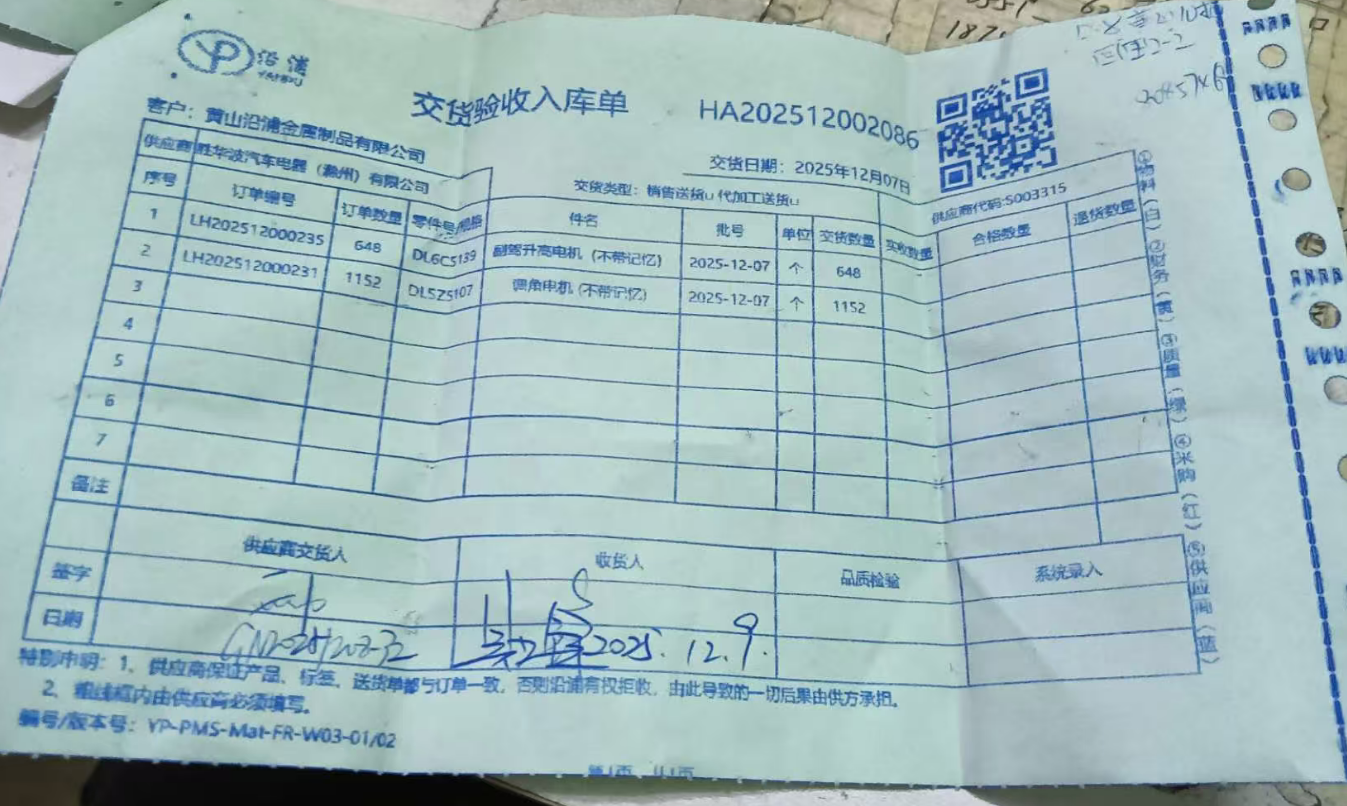 YP 沿浦
YANPU
交货验收入库单 HA202512002086
客户：黄山沿浦金属制品有限公司
交货日期：2025年12月07日
供应商 胜华波汽车电器（滁州）有限公司
交货类型：销售送货u 代加工送货u
供应商代码:S003315
序号 订单编号 订单数量 零件号/规格 件名 批号 单位 交货数量 实收数量 合格数量 退货数量
1 LH202512000235 648 DL6C5139 副驾升高电机（不带记忆） 2025-12-07 个 648
2 LH202512000231 1152 DL5Z5107 调角电机（不带记忆） 2025-12-07 个 1152
3
4
5
6
7
备注
供应商交货人 收货人 品质检验 系统录入
签字
日期 2025.12.9.
特别申明：1、供应商保证产品、标签、送货单都与订单一致，否则沿浦有权拒收，由此导致的一切后果由供方承担。
2、粗线框内由供应商必须填写。
编号/版本号：YP-PMS-Mat-FR-W03-01/02
第1页，共1页
①物料（白）②财务（黄）③质量（绿）④采购（红）⑤供应商（蓝）